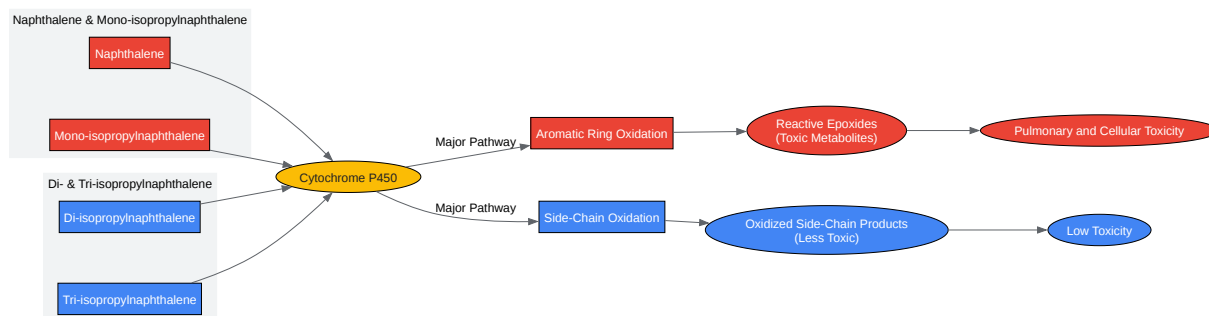 Naphthalene & Mono-isopropylnaphthalene
Naphthalene
Mono-isopropylnaphthalene
Di- & Tri-isopropylnaphthalene
Di-isopropylnaphthalene
Tri-isopropylnaphthalene
Cytochrome P450
Major Pathway
Aromatic Ring Oxidation
Reactive Epoxides
(Toxic Metabolites)
Pulmonary and Cellular Toxicity
Major Pathway
Side-Chain Oxidation
Oxidized Side-Chain Products
(Less Toxic)
Low Toxicity